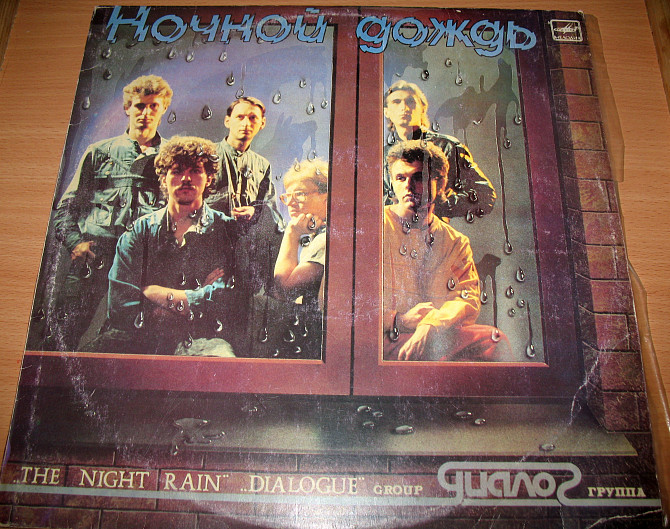 Ночной дождь
„THE NIGHT RAIN“ „DIALOGUE“ GROUP диалог ГРУППА